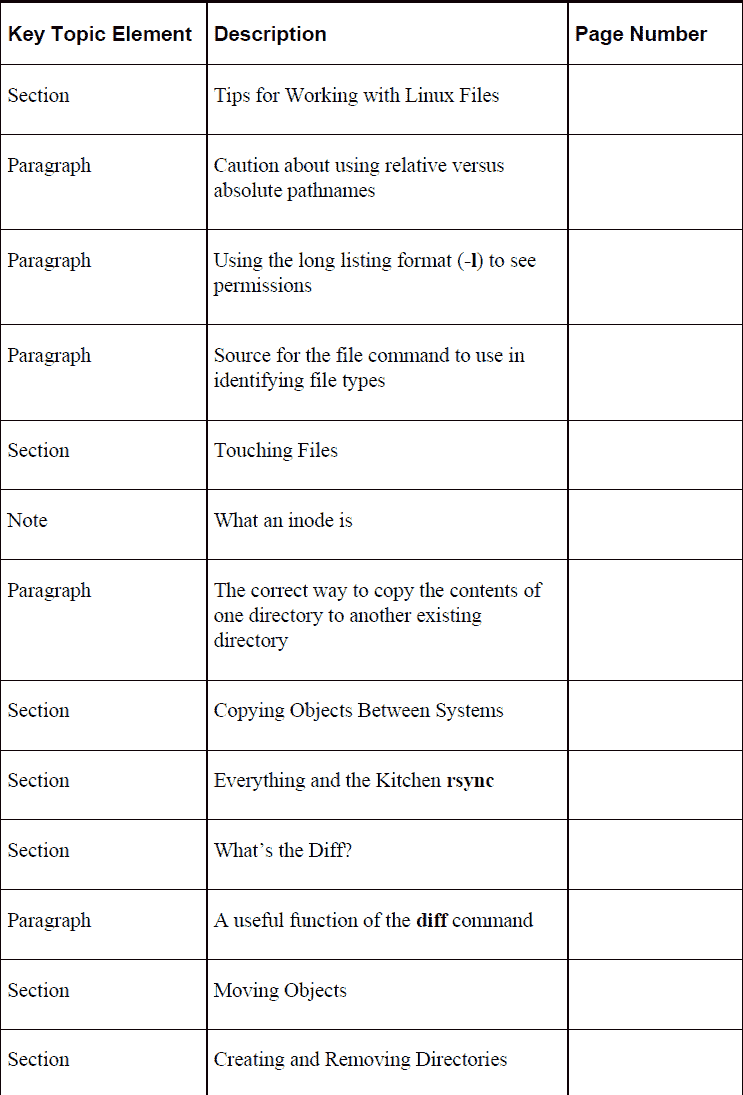 Key Topic Element Description Page Number
Section Tips for Working with Linux Files
Paragraph Caution about using relative versus
absolute pathnames
Paragraph Using the long listing format (-l) to see
permissions
Paragraph Source for the file command to use in
identifying file types
Section Touching Files
Note What an inode is
Paragraph The correct way to copy the contents of
one directory to another existing
directory
Section Copying Objects Between Systems
Section Everything and the Kitchen rsync
Section What's the Diff?
Paragraph A useful function of the diff command
Section Moving Objects
Section Creating and Removing Directories